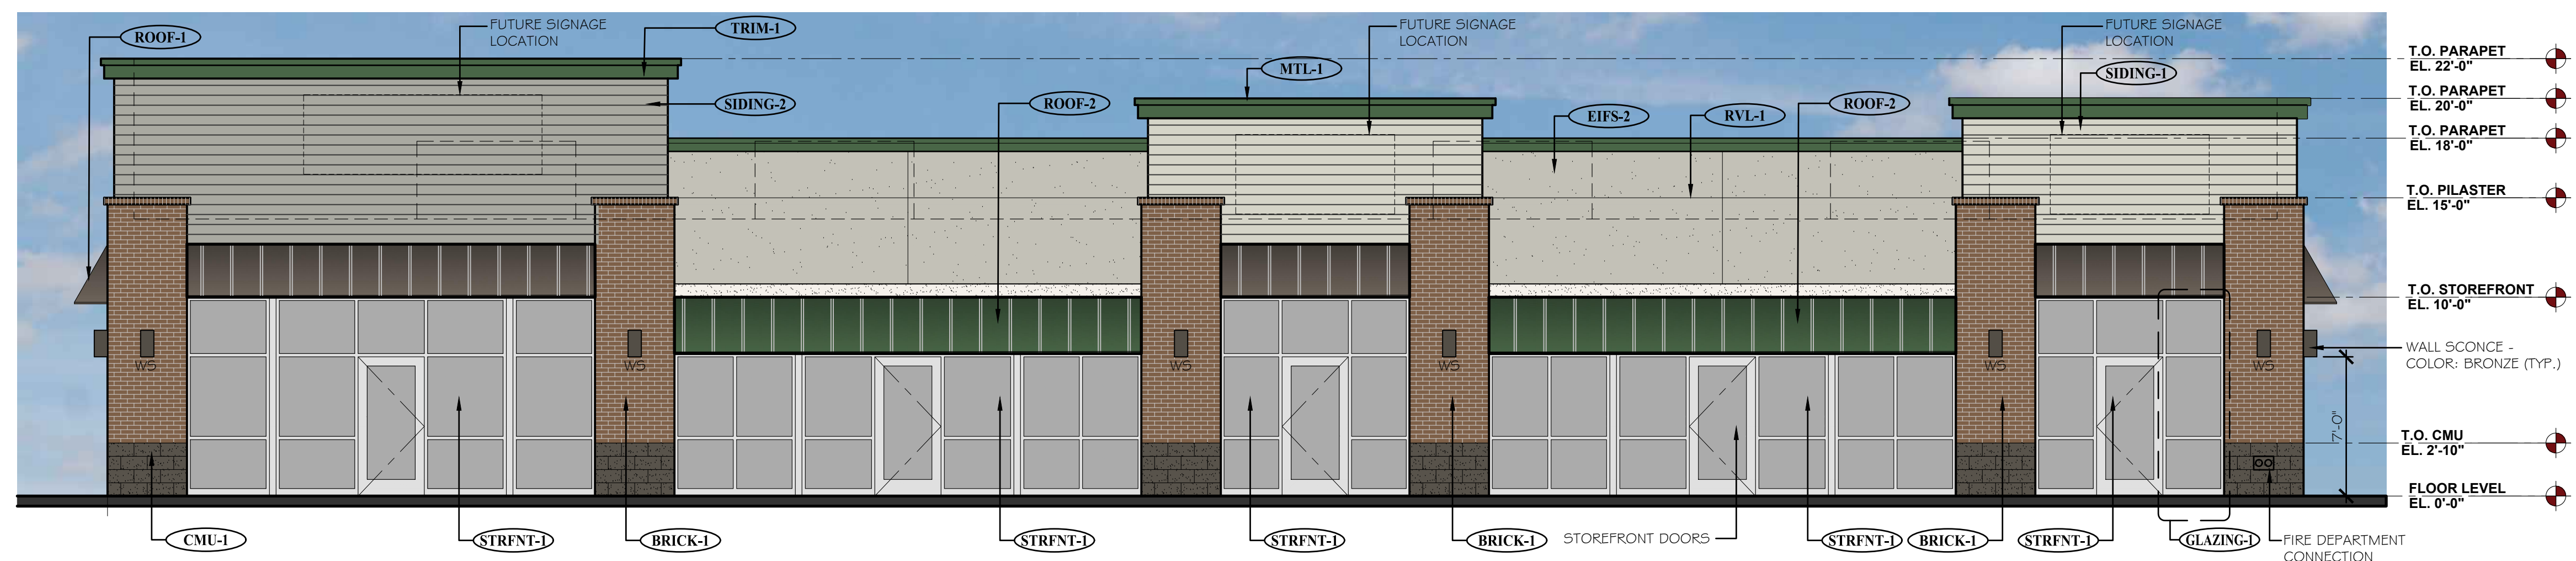 ROOF-1
FUTURE SIGNAGE
LOCATION
TRIM-1
SIDING-2
MTL-1
ROOF-2
FUTURE SIGNAGE
LOCATION
EIFS-2
RVL-1
ROOF-2
FUTURE SIGNAGE
LOCATION
SIDING-1
T.O. PARAPET
EL. 22'-0"
T.O. PARAPET
EL. 20'-0"
T.O. PARAPET
EL. 18'-0"
T.O. PILASTER
EL. 15'-0"
T.O. STOREFRONT
EL. 10'-0"
WALL SCONCE -
COLOR: BRONZE (TYP.)
7'-0"
T.O. CMU
EL. 2'-10"
FLOOR LEVEL
EL. 0'-0"
WS
WS
WS
WS
WS
WS
CMU-1
STRFNT-1
BRICK-1
STRFNT-1
STRFNT-1
BRICK-1
STOREFRONT DOORS
STRFNT-1
BRICK-1
STRFNT-1
GLAZING-1
FIRE DEPARTMENT
CONNECTION